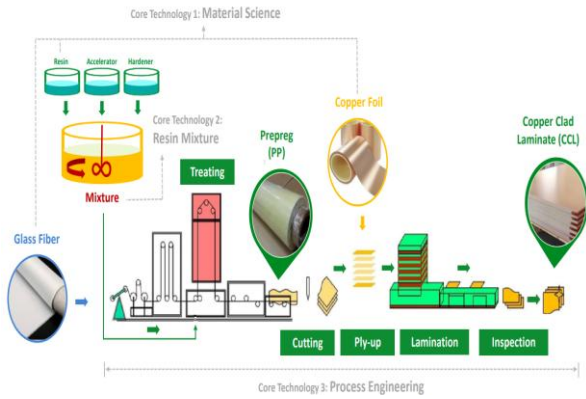 Core Technology 1: Material Science
Resin
Accelerator
Hardener
Core Technology 2:
Resin Mixture
Mixture
Glass Fiber
Treating
Prepreg
(PP)
Copper Foil
Copper Clad
Laminate (CCL)
Cutting
Ply-up
Lamination
Inspection
Core Technology 3: Process Engineering